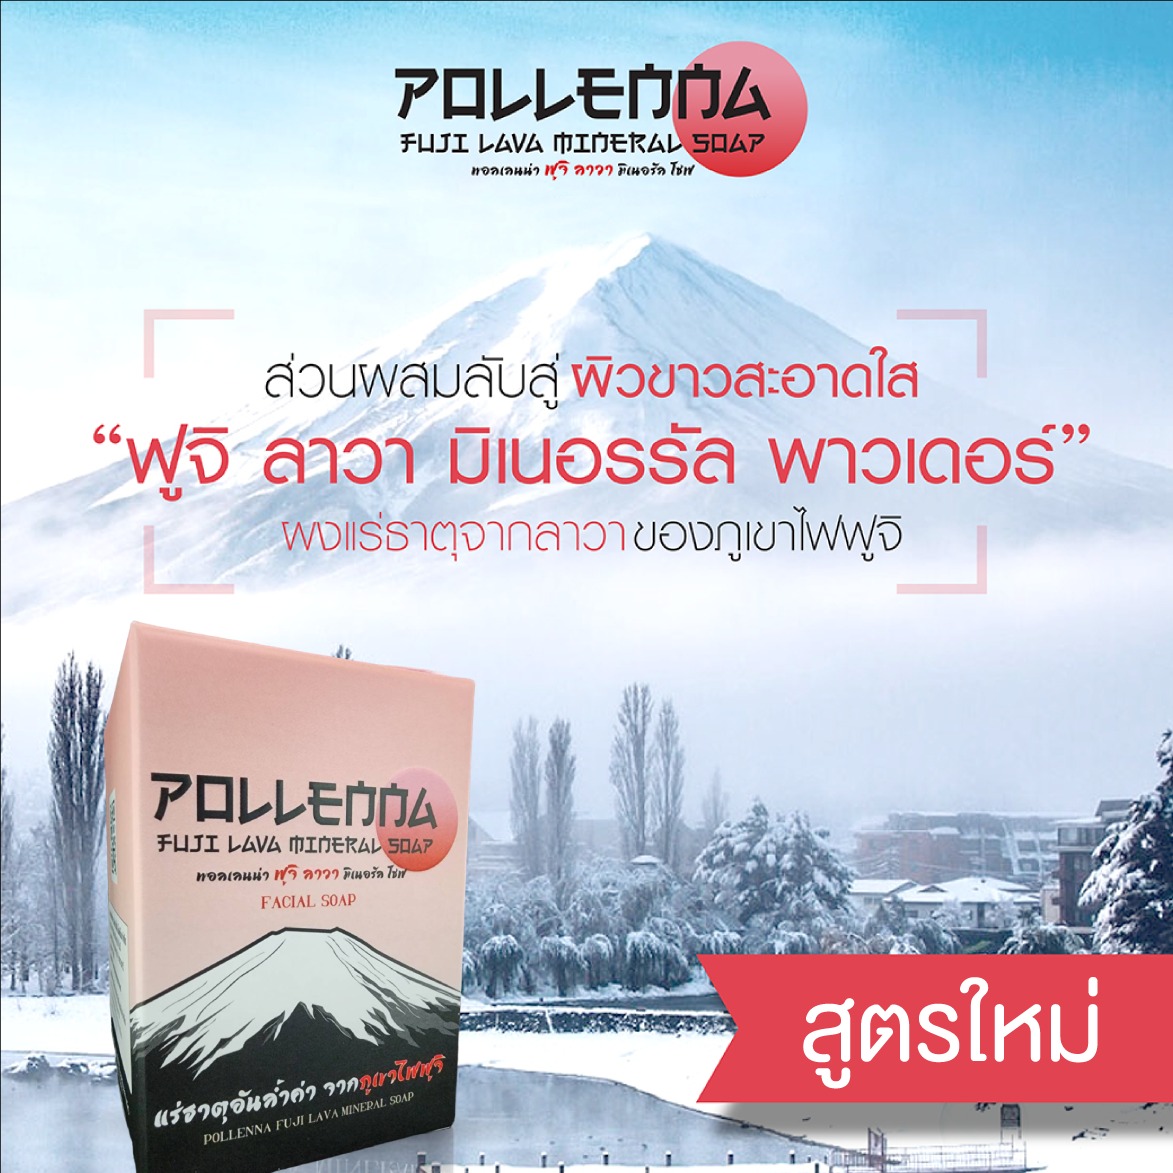 POLLENNA
FUJI LAVA MINERAL SOAP
พอลเลนน่า ฟูจิ ลาวา มิเนอรัล โซพ
ส่วนผสมลับสู่ ผิวขาวสะอาดใส
“ฟูจิ ลาวา มิเนอรรัล พาวเดอร์”
ผงแร่ธาตุจากลาวาของภูเขาไฟฟูจิ
POLLENNA
FUJI LAVA MINERAL SOAP
พอลเลนน่า ฟูจิ ลาวา มิเนอรัล โซพ
FACIAL SOAP
แร่ธาตุอันล้ำค่า จากภูเขาไฟฟูจิ
POLLENNA FUJI LAVA MINERAL SOAP
สูตรใหม่